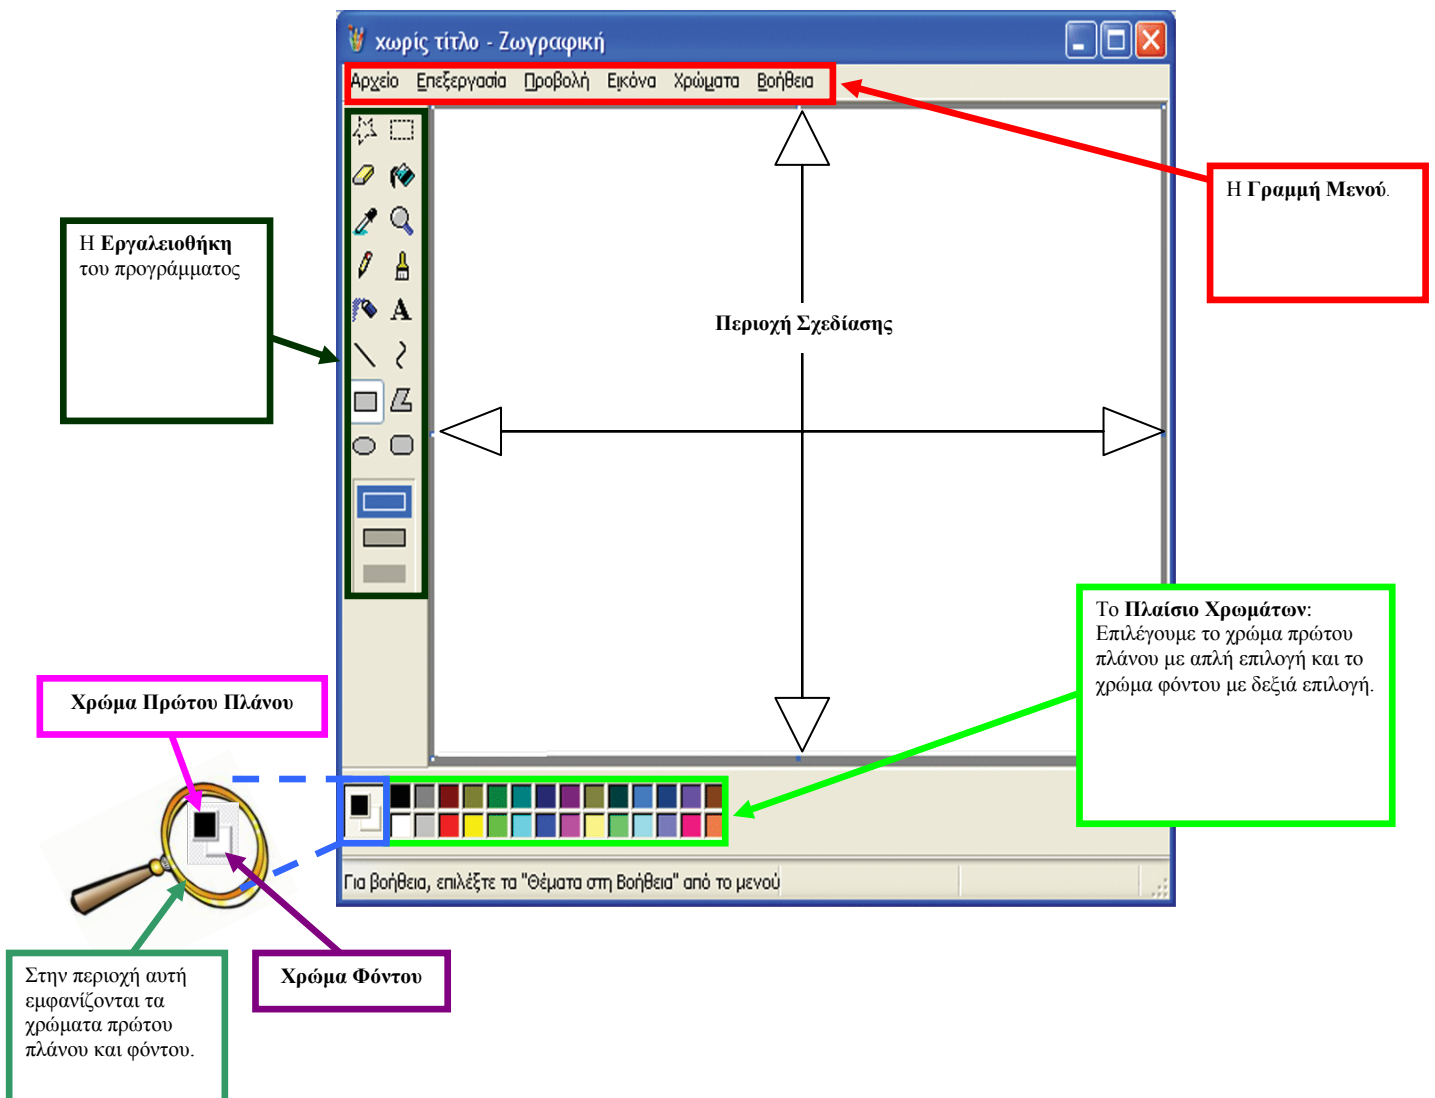 χωρίς τίτλο - Ζωγραφική
Αρχείο Επεξεργασία Προβολή Εικόνα Χρώματα Βοήθεια
Η Γραμμή Μενού.
Η Εργαλειοθήκη
του προγράμματος
A
Περιοχή Σχεδίασης
Το Πλαίσιο Χρωμάτων:
Επιλέγουμε το χρώμα πρώτου
πλάνου με απλή επιλογή και το
χρώμα φόντου με δεξιά επιλογή.
Χρώμα Πρώτου Πλάνου
Για βοήθεια, επιλέξτε τα "Θέματα στη Βοήθεια" από το μενού
Χρώμα Φόντου
Στην περιοχή αυτή
εμφανίζονται τα
χρώματα πρώτου
πλάνου και φόντου.